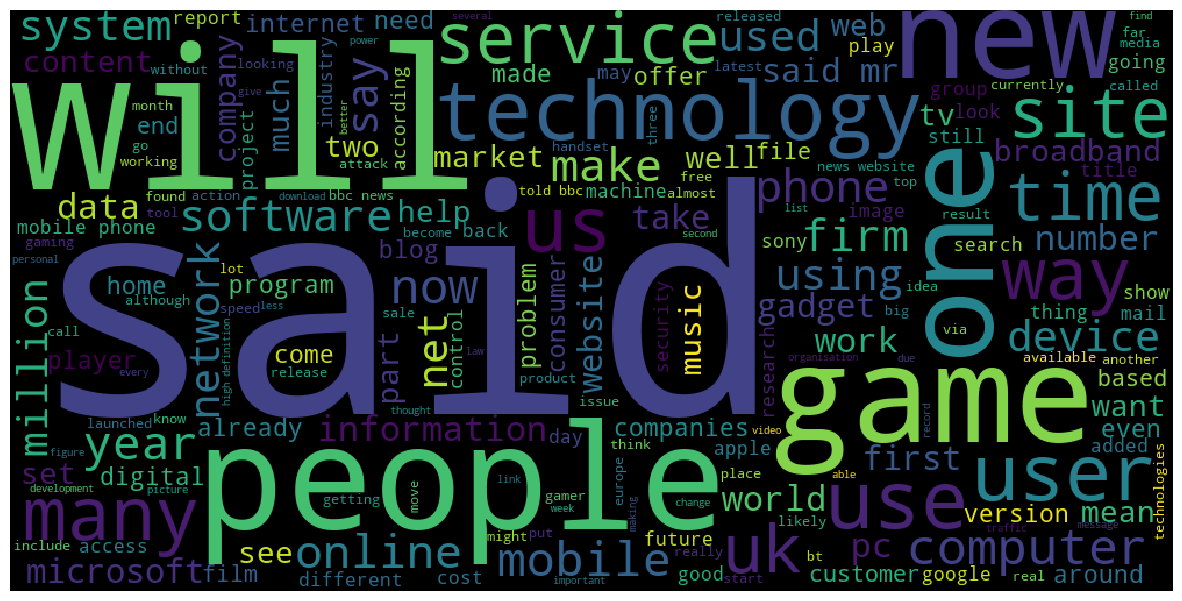 system
report
internet
need
service
used
web
new
released
find
several
far
media
content
without
power
looking
latest
play
going
called
will
company
industry
much
say
made
may
offer
said mr
currently
group
look
site
month
end
give
technology
tv
still
go
project
better
two
according
three
broadband
working
attack
market
make
handset
well
file
title
found
action
download
bbc news
told bbc
free
news website
top
one
time
data
tool
software
help
machine
almost
phone
image
mobile phone
become
back
us
take
list
result
number
gaming
second
sony
firm
search
personal
home
lot
program
blog
now
problem
consumer
website
using
idea
way
although
network
speed
less
sale
security
music
gadget
big
thing
show
call
said
mail
million
come
part
net
control
work
via
device
player
release
law
product
research
organisation
due
available
another
high definition
every
issue
game
based
launched
know
thought
year
already
information
day
companies
video
record
want
figure
think
apple
able
first
added
even
set
digital
people
place
technologies
development
picture
getting
move
link
gamer
week
europe
change
world
use
user
many
making
likely
version
mean
include
access
see
online
might
put
future
really
uk
bt
pc
traffic
message
computer
microsoft
film
different
cost
important
mobile
good
start
customer
google
real
around